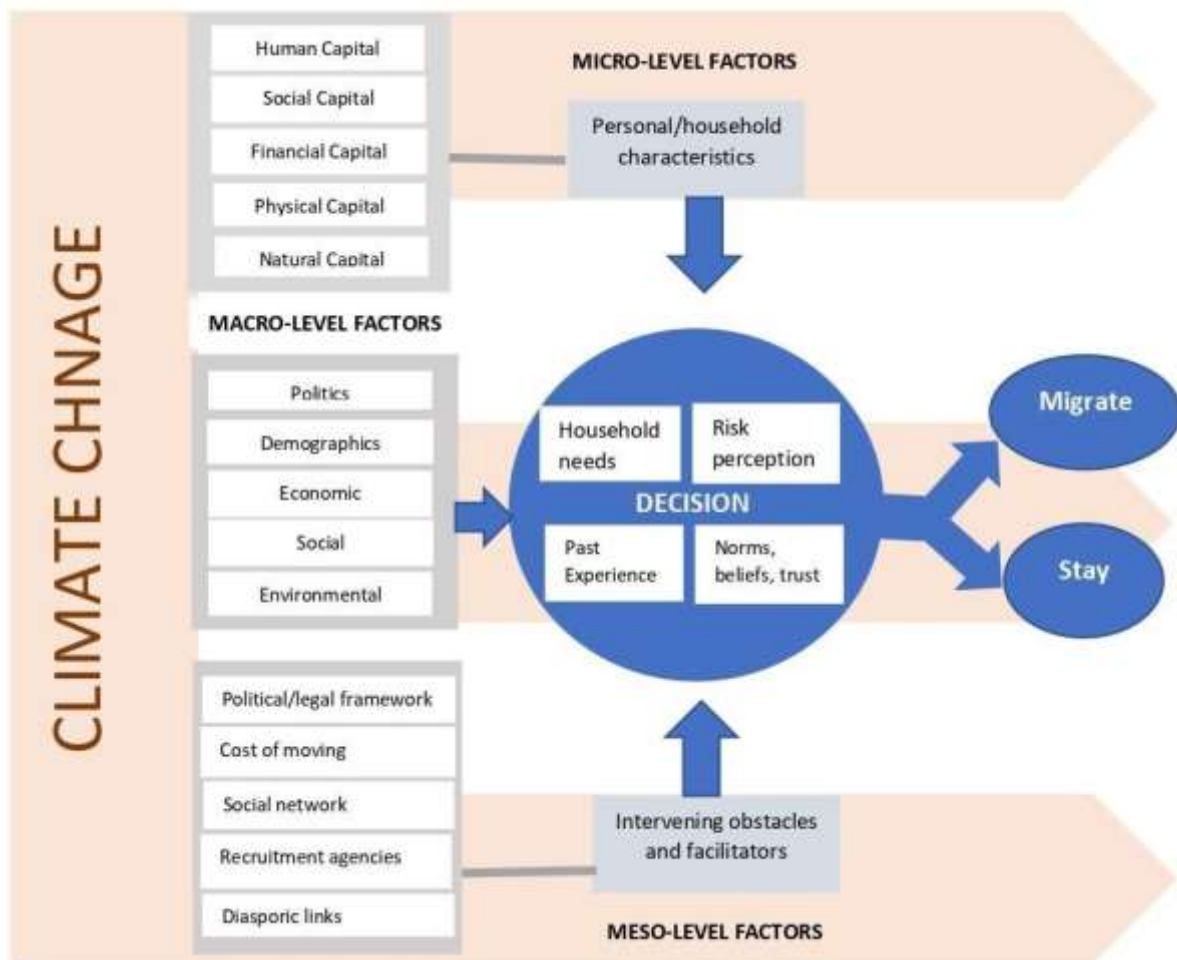 CLIMATE CHNAGE
Human Capital
Social Capital
Financial Capital
Physical Capital
Natural Capital
MICRO-LEVEL FACTORS
Personal/household
characteristics
MACRO-LEVEL FACTORS
Politics
Demographics
Economic
Social
Environmental
Household
needs
Risk
perception
DECISION
Past
Experience
Norms,
beliefs, trust
Migrate
Stay
Political/legal framework
Cost of moving
Social network
Recruitment agencies
Diasporic links
Intervening obstacles
and facilitators
MESO-LEVEL FACTORS